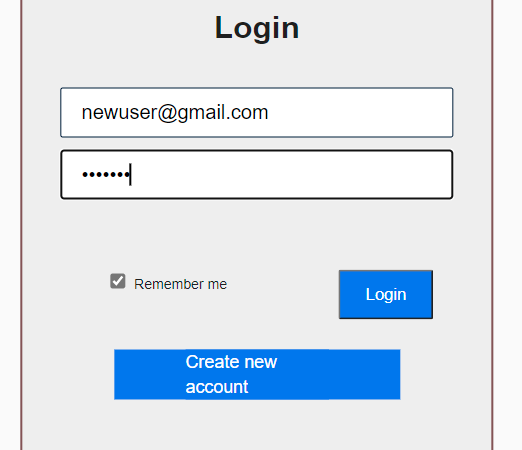 Login
newuser@gmail.com
•••••••
Remember me
Login
Create new
account